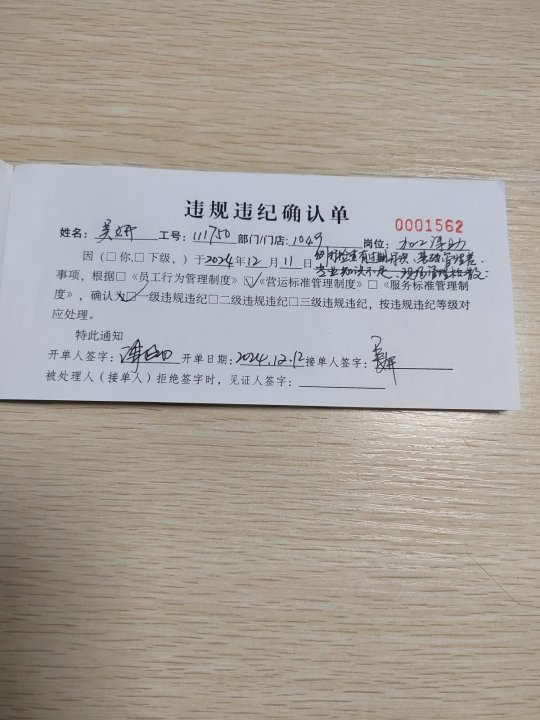 违规违纪确认单
0001562
姓名：吴妍 工号：111750 部门/门店：1049 岗位：
因（□你，□下级，）于2024年12月11日
事项，根据□《员工行为管理制度》☑《营运标准管理制度》□《服务标准管理制
度》，确认为☑一级违规违纪□二级违规违纪□三级违规违纪，按违规违纪等级对
应处理。
特此通知
开单人签字： 开单日期：2024.12.12 接单人签字：吴妍
被处理人（接单人）拒绝签字时，见证人签字：